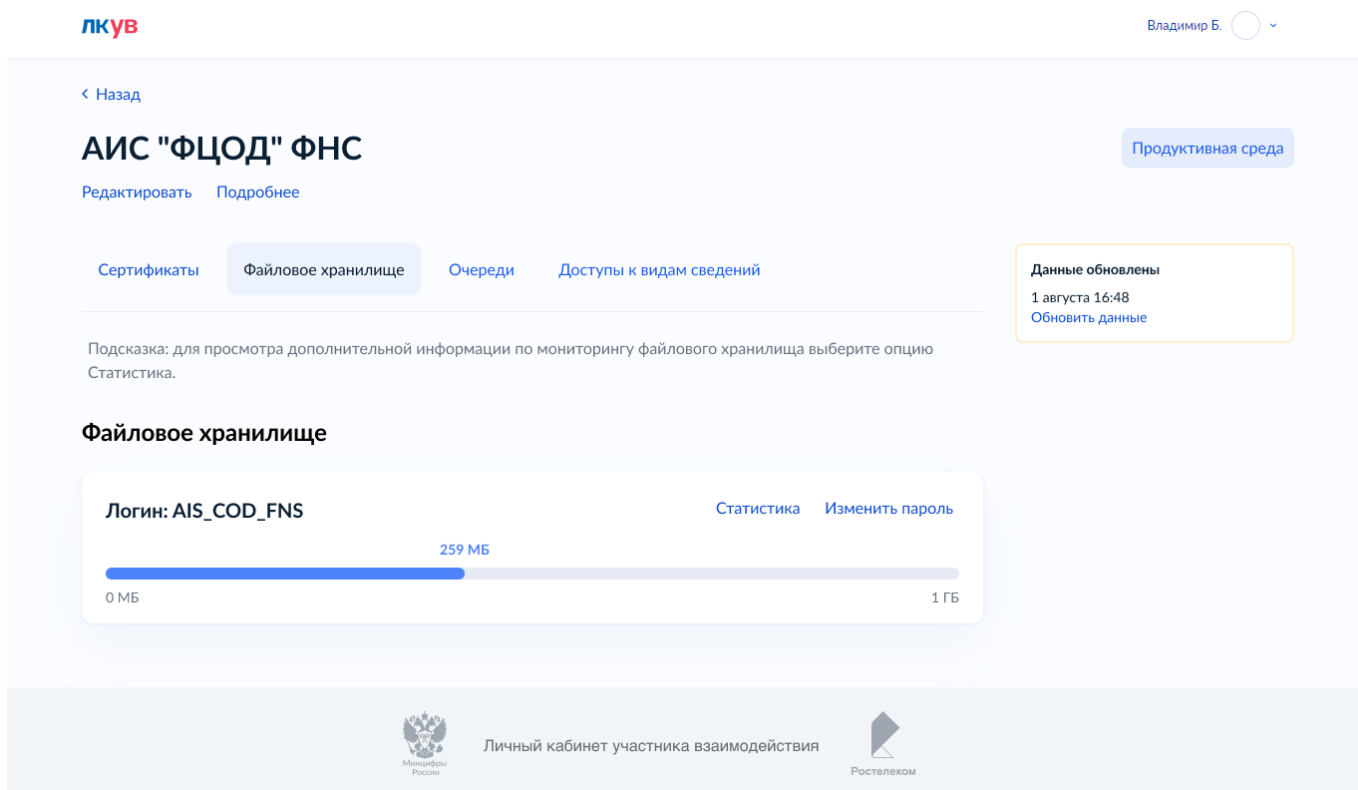 лкув
Владимир Б.
Назад
АИС "ФЦОД" ФНС
Продуктивная среда
Редактировать Подробнее
Сертификаты Файловое хранилище Очереди Доступы к видам сведений
Данные обновлены
1 августа 16:48
Обновить данные
Подсказка: для просмотра дополнительной информации по мониторингу файлового хранилища выберите опцию
Статистика.
Файловое хранилище
Логин: AIS_COD_FNS
Статистика Изменить пароль
259 МБ
0 МБ 1 ГБ
Минцифры
России
Личный кабинет участника взаимодействия
Ростелеком